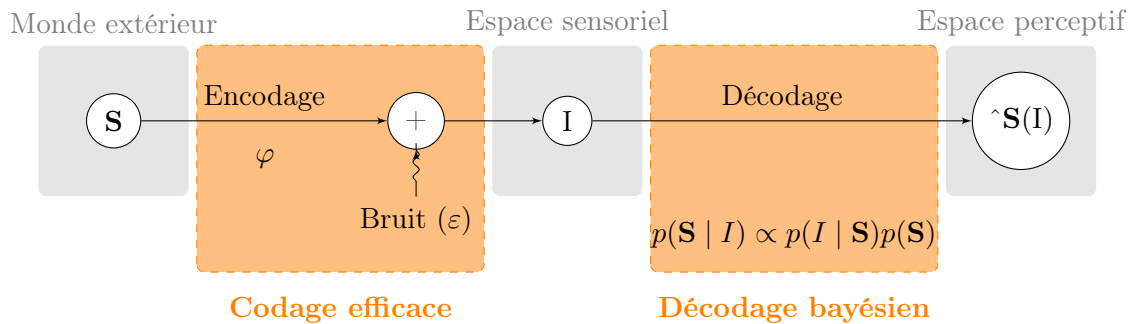 Monde extérieur
Espace sensoriel
Espace perceptif
Encodage
Décodage
S
+
I
ˆS(I)
φ
Bruit (ε)
p(S | I) ∝ p(I | S)p(S)
Codage efficace
Décodage bayésien